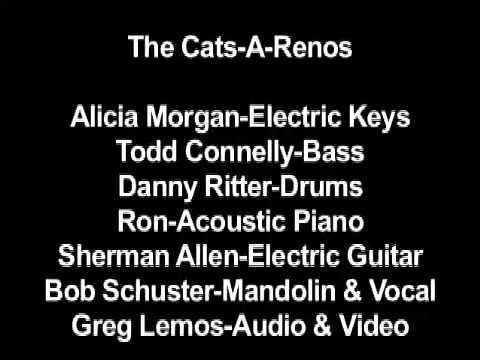 The Cats-A-Renos
Alicia Morgan-Electric Keys
Todd Connelly-Bass
Danny Ritter-Drums
Ron-Acoustic Piano
Sherman Allen-Electric Guitar
Bob Schuster-Mandolin & Vocal
Greg Lemos-Audio & Video